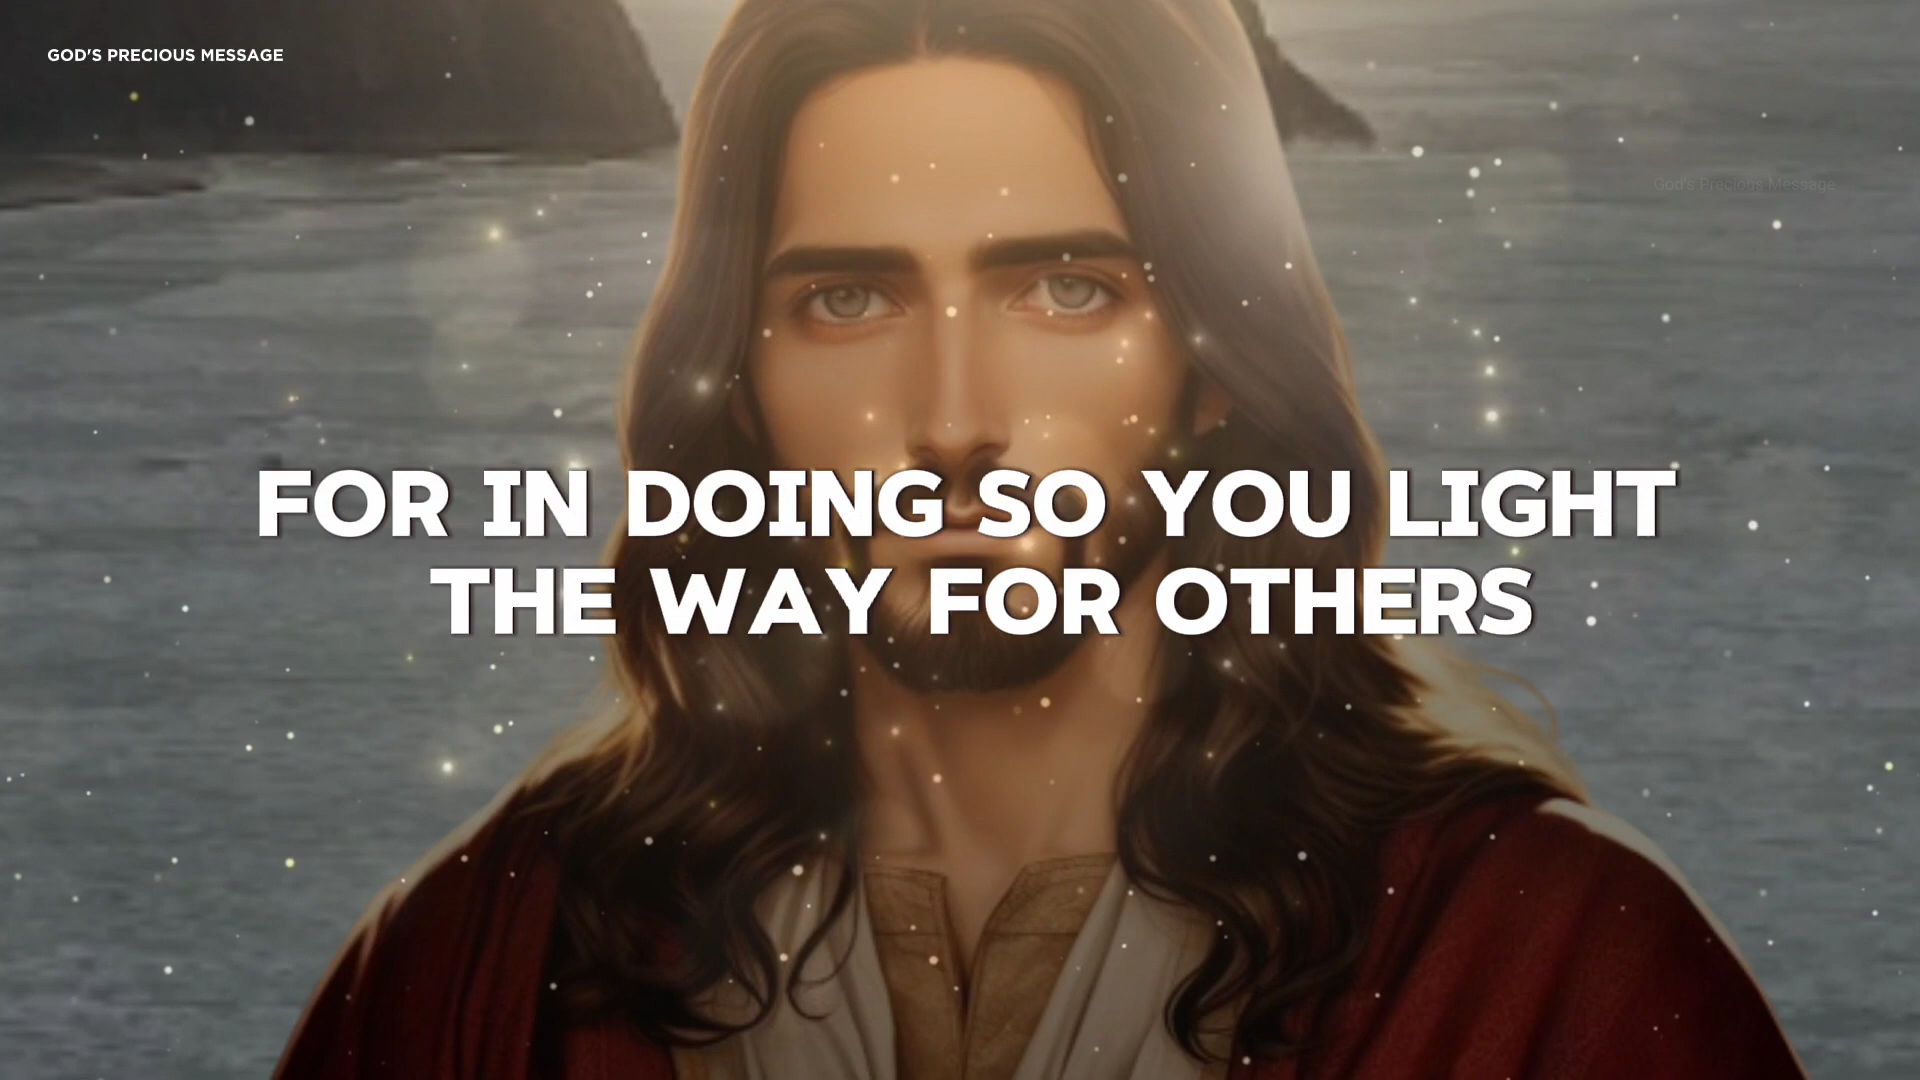 GOD'S PRECIOUS MESSAGE
God's Precious Message
FOR IN DOING SO YOU LIGHT
THE WAY FOR OTHERS